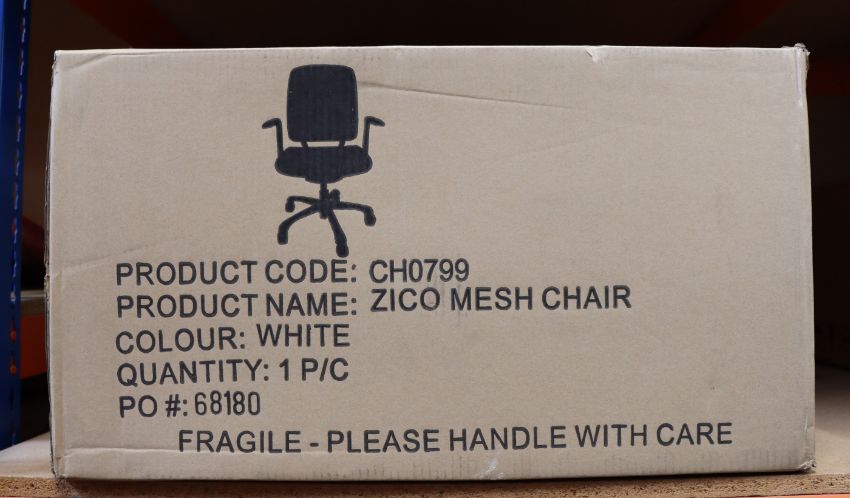 PRODUCT CODE: CH0799
PRODUCT NAME: ZICO MESH CHAIR
COLOUR: WHITE
QUANTITY: 1 P/C
PO #: 68180
FRAGILE - PLEASE HANDLE WITH CARE